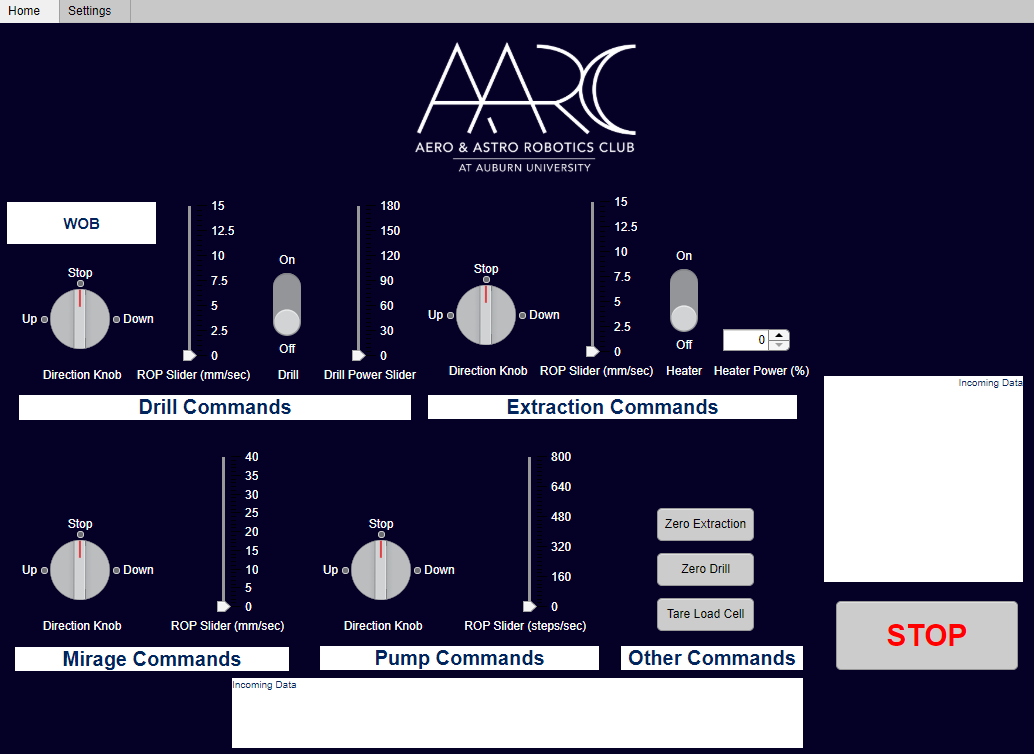 Home Settings
AARC
AERO & ASTRO ROBOTICS CLUB
AT AUBURN UNIVERSITY
WOB
Stop
Up Down
Direction Knob
15
12.5
10
7.5
5
2.5
0
ROP Slider (mm/sec)
On
Off
Drill
180
150
120
90
60
30
0
Drill Power Slider
Drill Commands
Stop
Up Down
Direction Knob
15
12.5
10
7.5
5
2.5
0
ROP Slider (mm/sec)
On
Off
Heater
0
Heater Power (%)
Extraction Commands
Incoming Data
Stop
Up Down
Direction Knob
40
35
30
25
20
15
10
5
0
ROP Slider (mm/sec)
Mirage Commands
Stop
Up Down
Direction Knob
800
640
480
320
160
0
ROP Slider (steps/sec)
Pump Commands
Zero Extraction
Zero Drill
Tare Load Cell
Other Commands
STOP
Incoming Data